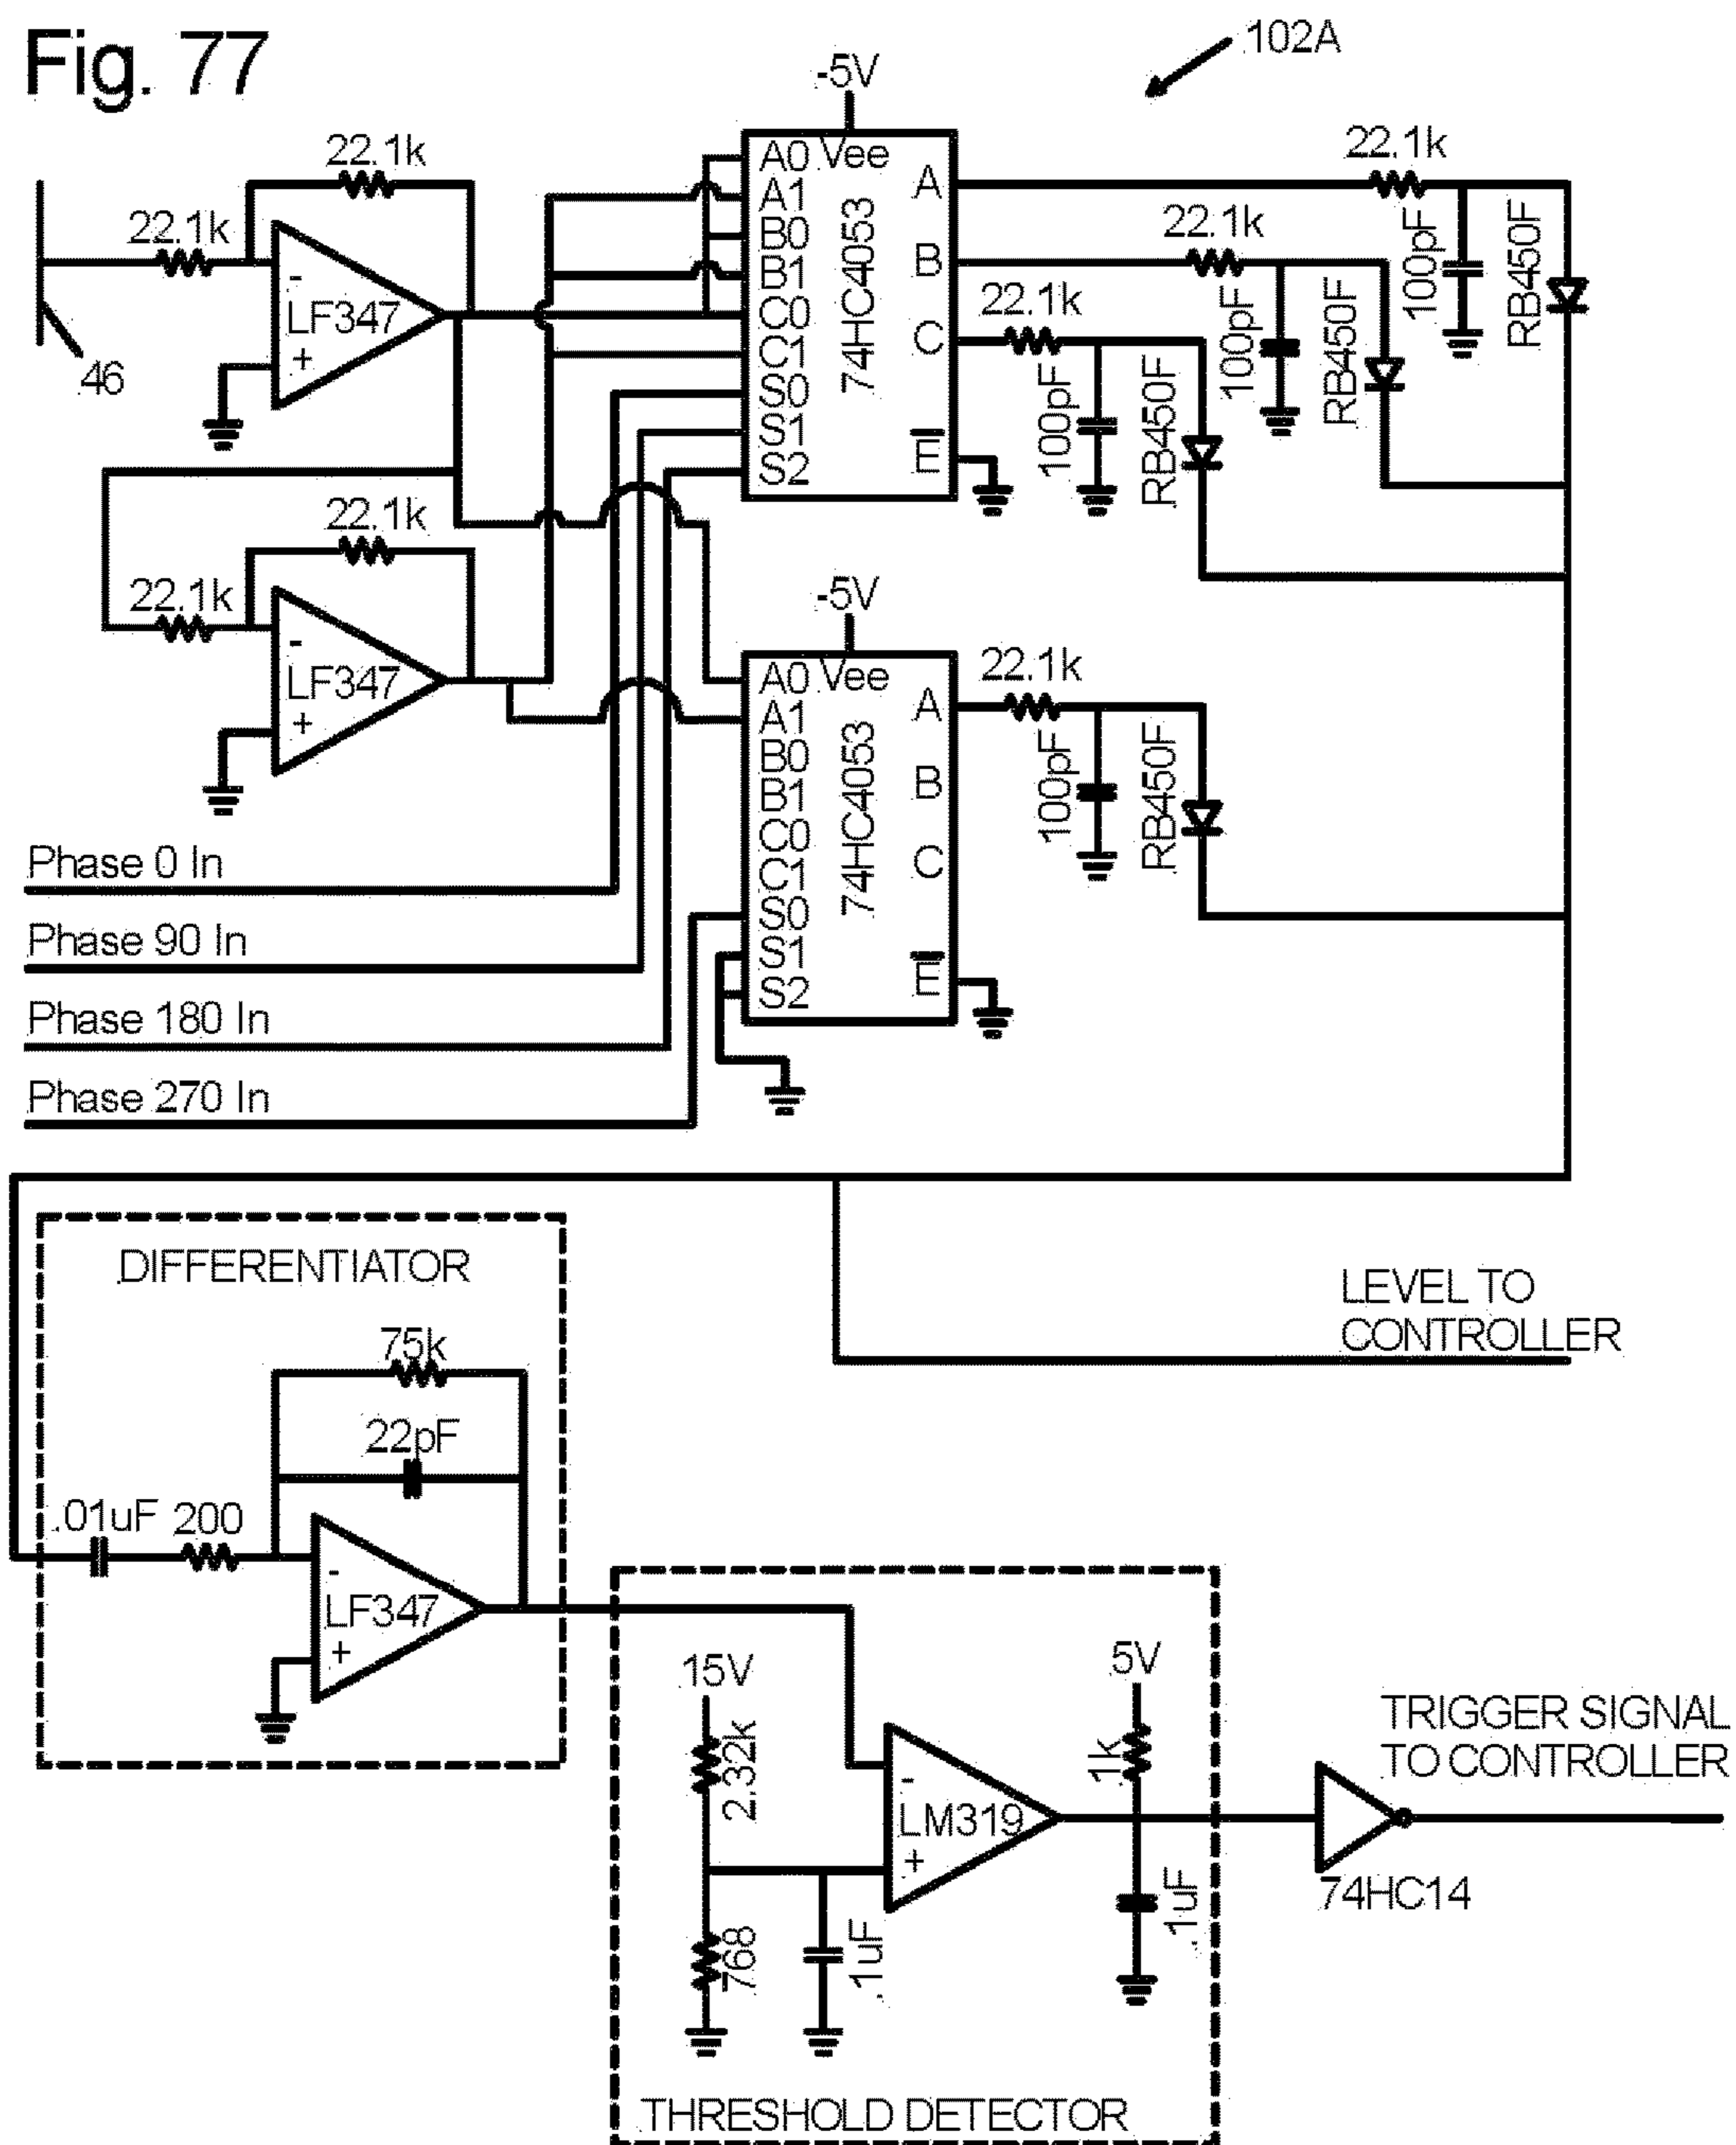 Fig. 77
102A
-5V
22.1k
22.1k
-
LF347
+
46
A0 Vee
A1
B0
B1
C0
C1
S0
S1
S2
74HC4053
A
B
C
E
22.1k
100pF
RB450F
22.1k
100pF
RB450F
22.1k
100pF
RB450F
22.1k
22.1k
-
LF347
+
-5V
A0 Vee
A1
B0
B1
C0
C1
S0
S1
S2
74HC4053
A
B
C
E
22.1k
100pF
RB450F
Phase 0 In
Phase 90 In
Phase 180 In
Phase 270 In
DIFFERENTIATOR
75k
22pF
.01uF 200
-
LF347
+
LEVEL TO
CONTROLLER
15V
2.32k
768
.1uF
-
LM319
+
5V
.1k
.1uF
THRESHOLD DETECTOR
74HC14
TRIGGER SIGNAL
TO CONTROLLER